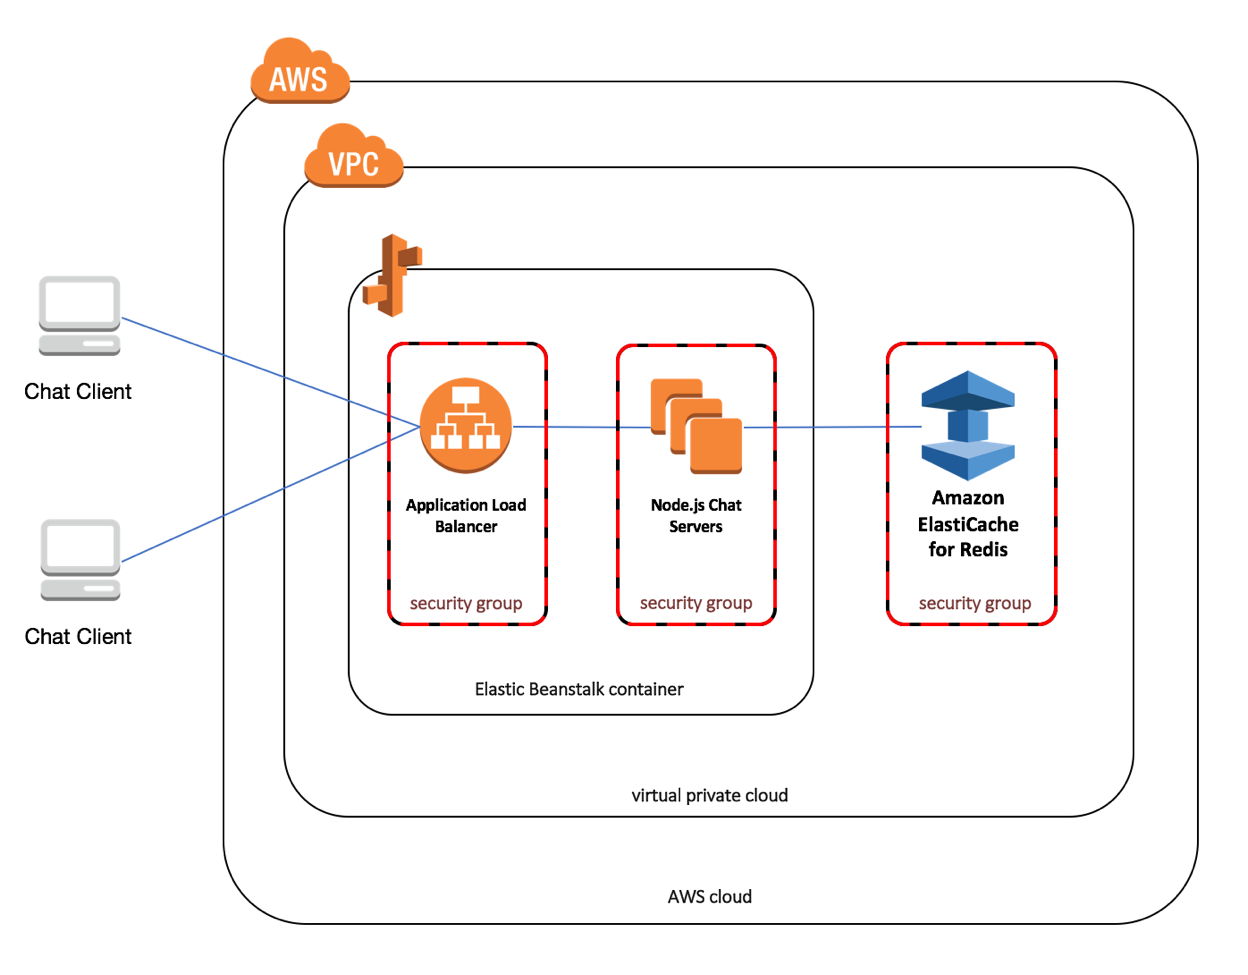 AWS
VPC
Chat Client
Chat Client
Application Load
Balancer
security group
Node.js Chat
Servers
security group
Amazon
ElastiCache
for Redis
security group
Elastic Beanstalk container
virtual private cloud
AWS cloud